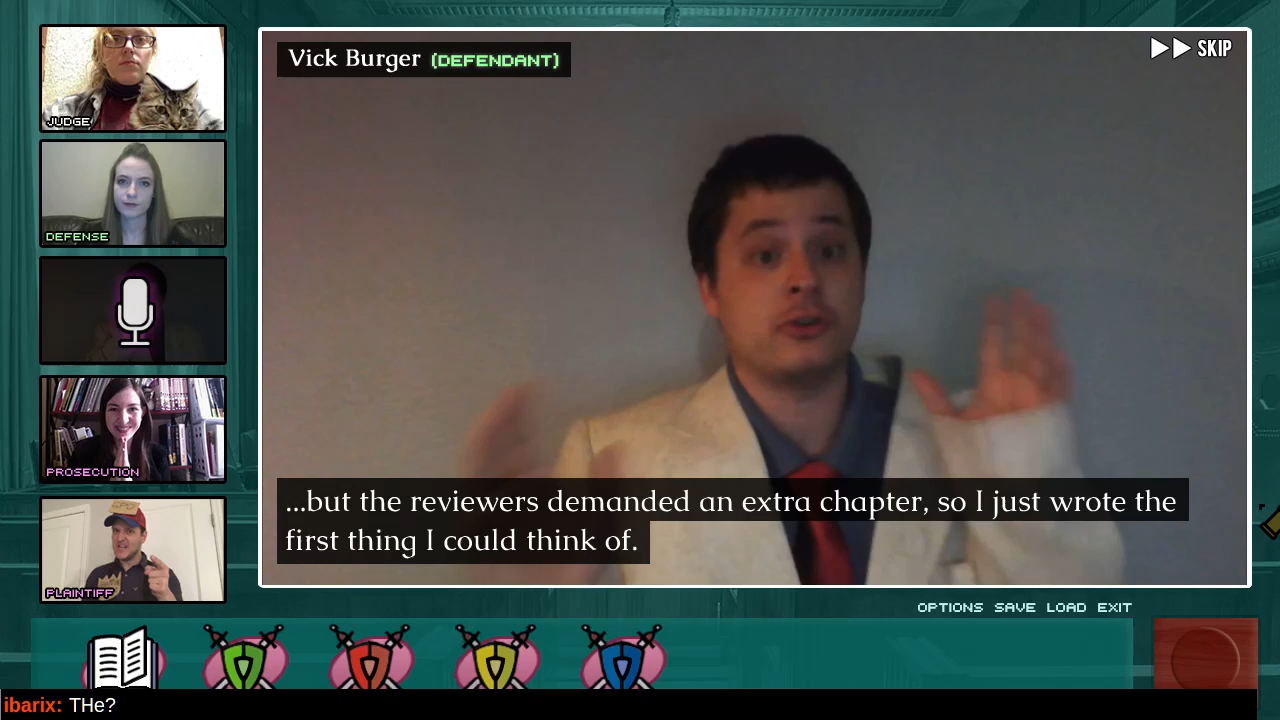 Vick Burger (DEFENDANT)
SKIP
JUDGE
DEFENSE
PROSECUTION
PLAINTIFF
...but the reviewers demanded an extra chapter, so I just wrote the
first thing I could think of.
OPTIONS SAVE LOAD EXIT
ibarix: THe?